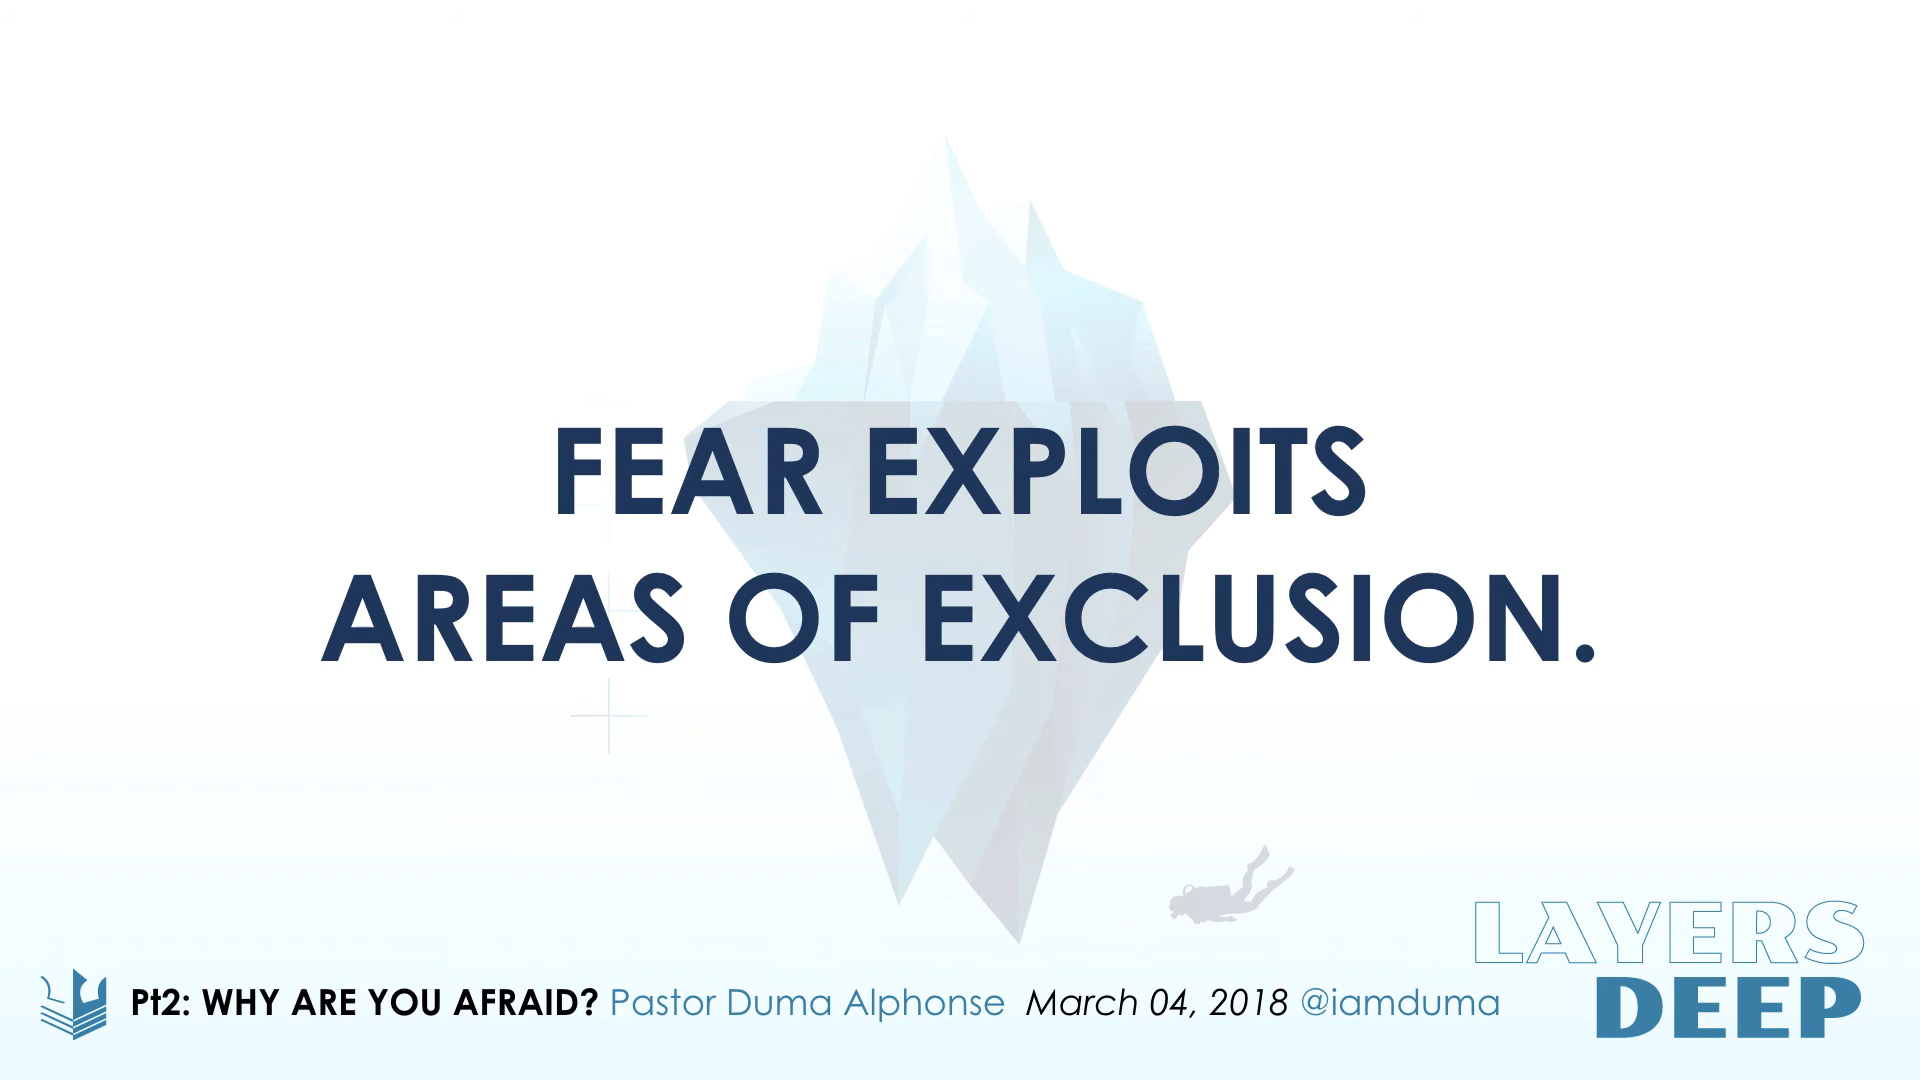 FEAR EXPLOITS
AREAS OF EXCLUSION.
Pt2: WHY ARE YOU AFRAID? Pastor Duma Alphonse March 04, 2018 @iamduma
LAYERS
DEEP